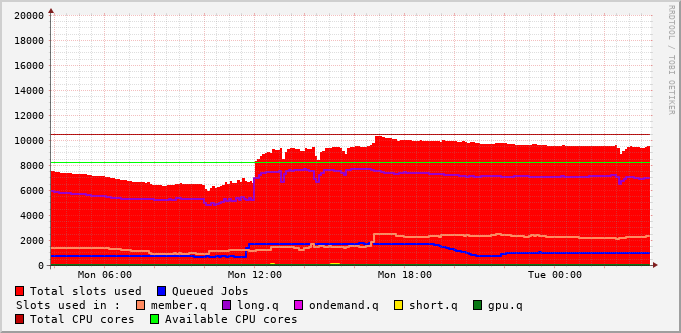 RRDTOOL / TOBI OETIKER
20000
18000
16000
14000
12000
10000
8000
6000
4000
2000
0
Mon 06:00 Mon 12:00 Mon 18:00 Tue 00:00
Total slots used Queued Jobs
Slots used in : member.q long.q ondemand.q short.q gpu.q
Total CPU cores Available CPU cores